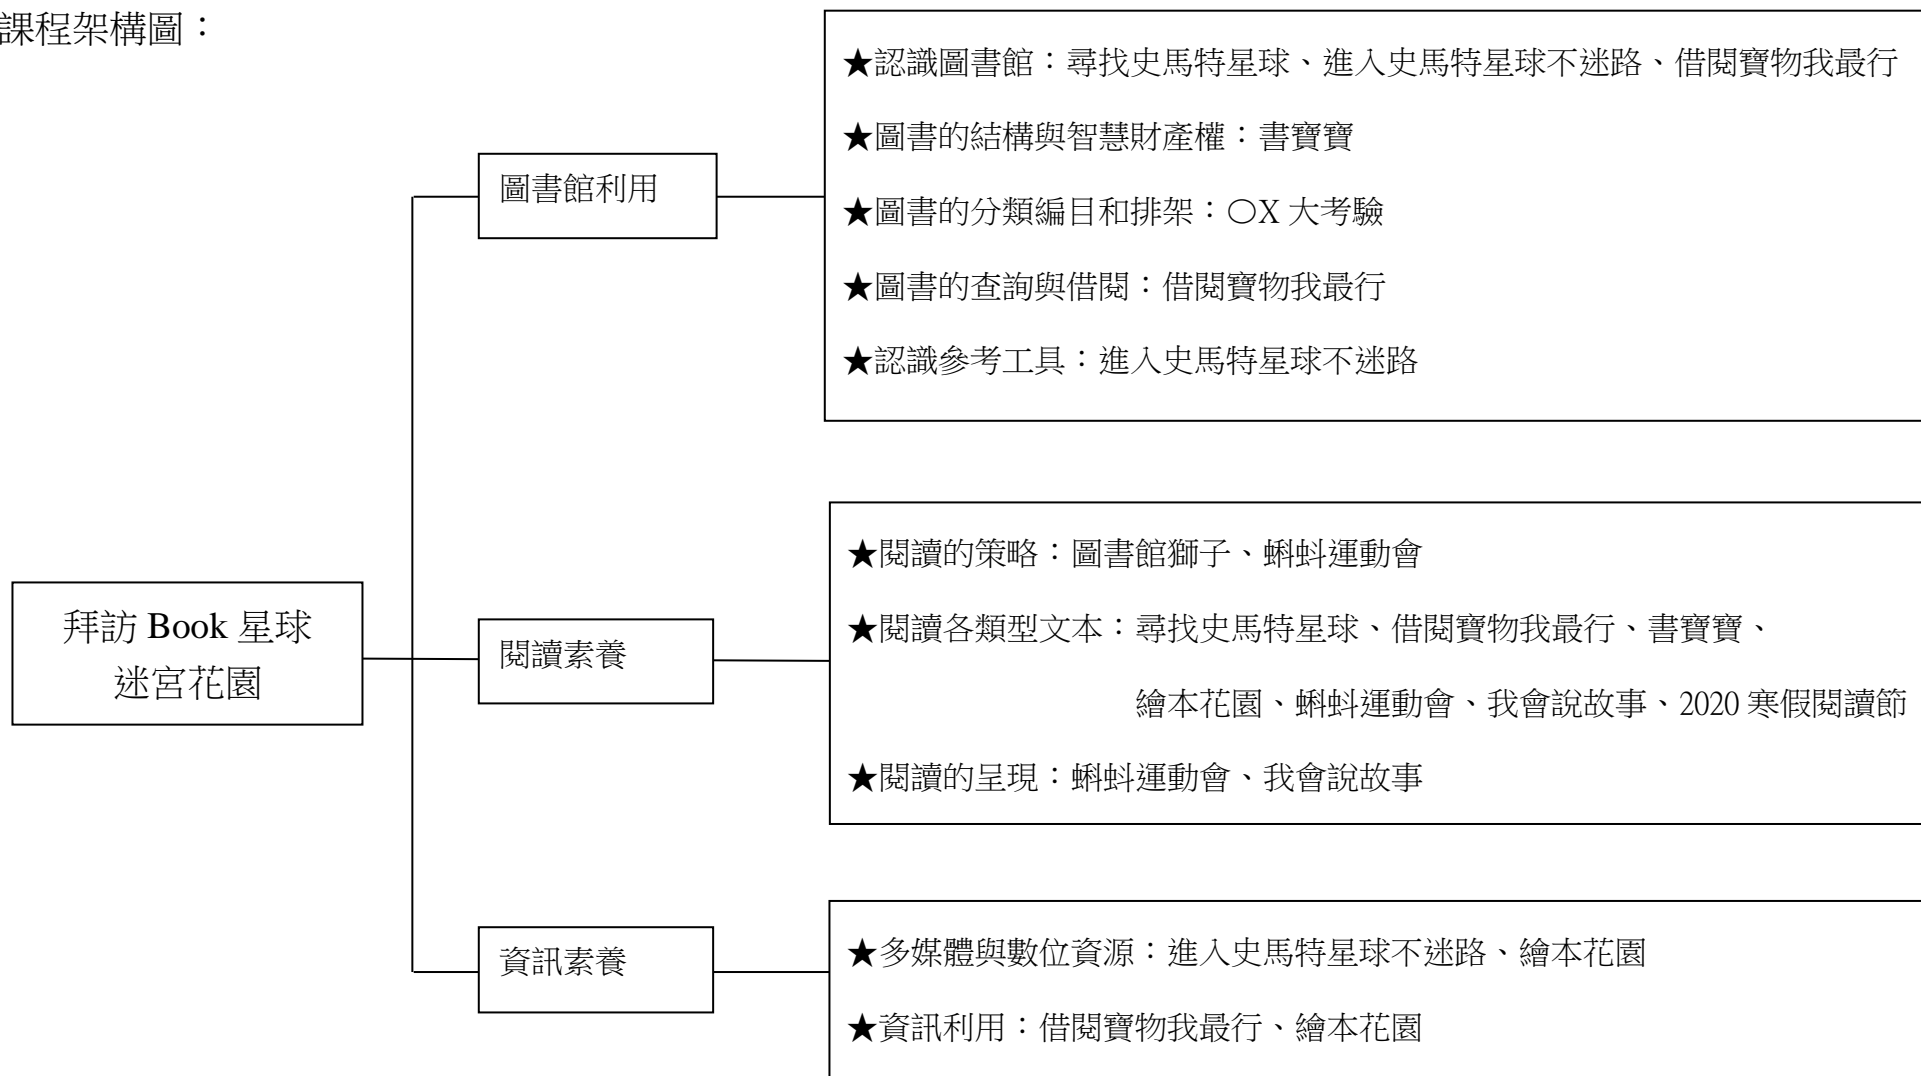 課程架構圖：
★認識圖書館：尋找史馬特星球、進入史馬特星球不迷路、借閱寶物我最行
★圖書的結構與智慧財產權：書寶寶
圖書館利用
★圖書的分類編目和排架：〇X 大考驗
★圖書的查詢與借閱：借閱寶物我最行
★認識參考工具：進入史馬特星球不迷路
拜訪 Book 星球
迷宮花園
閱讀素養
★閱讀的策略：圖書館獅子、蝌蚪運動會
★閱讀各類型文本：尋找史馬特星球、借閱寶物我最行、書寶寶、
繪本花園、蝌蚪運動會、我會說故事、2020 寒假閱讀節
★閱讀的呈現：蝌蚪運動會、我會說故事
資訊素養
★多媒體與數位資源：進入史馬特星球不迷路、繪本花園
★資訊利用：借閱寶物我最行、繪本花園